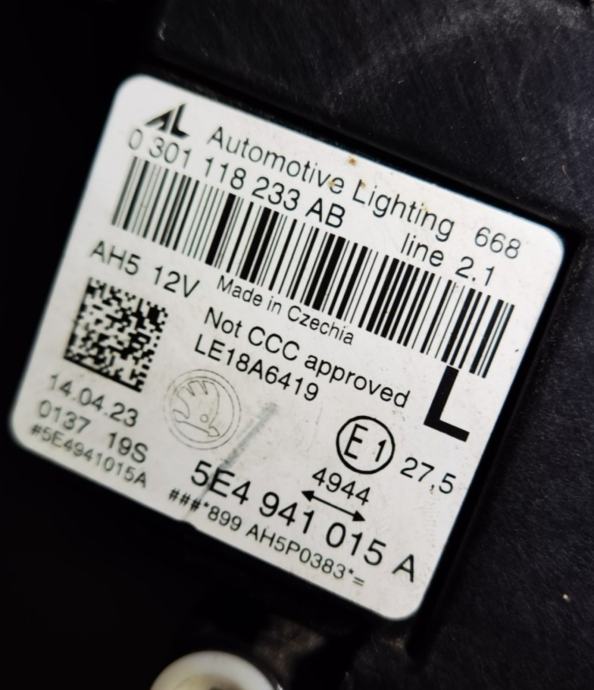 AL Automotive Lighting 668
0 301 118 233 AB line 2.1
AH5 12V Made in Czechia
Not CCC approved
LE18A6419
L
14.04.23
0137 19S
#5E4941015A
E1 27,5
4944
5E4 941 015 A
###*899 AH5P0383*=